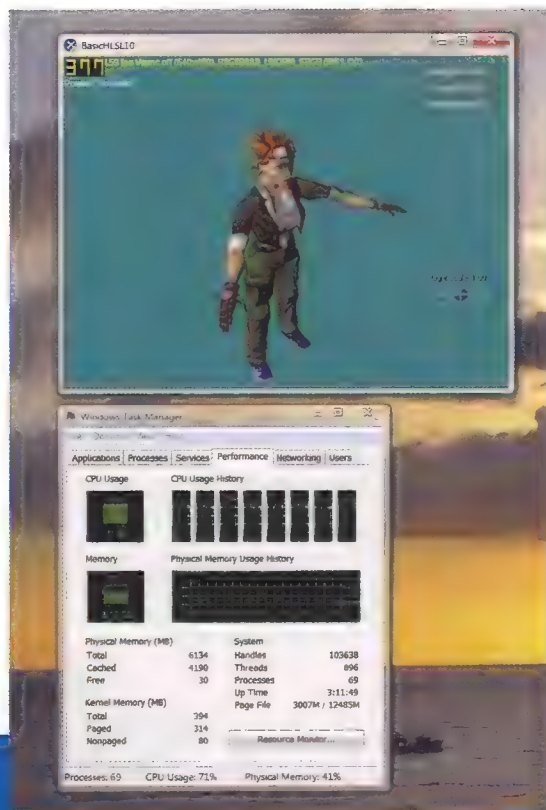 BasicHLSL10
377
Windows Task Manager
Applications Processes Services Performance Networking Users
CPU Usage CPU Usage History
Memory Physical Memory Usage History
Physical Memory (MB) System
Total 6134 Handles 103638
Cached 4190 Threads 896
Free 30 Processes 69
Up Time 3:11:49
Kernel Memory (MB) Page File 3007M / 12485M
Total 394
Paged 314
Nonpaged 80 Resource Monitor...
Processes: 69 CPU Usage: 71% Physical Memory: 41%